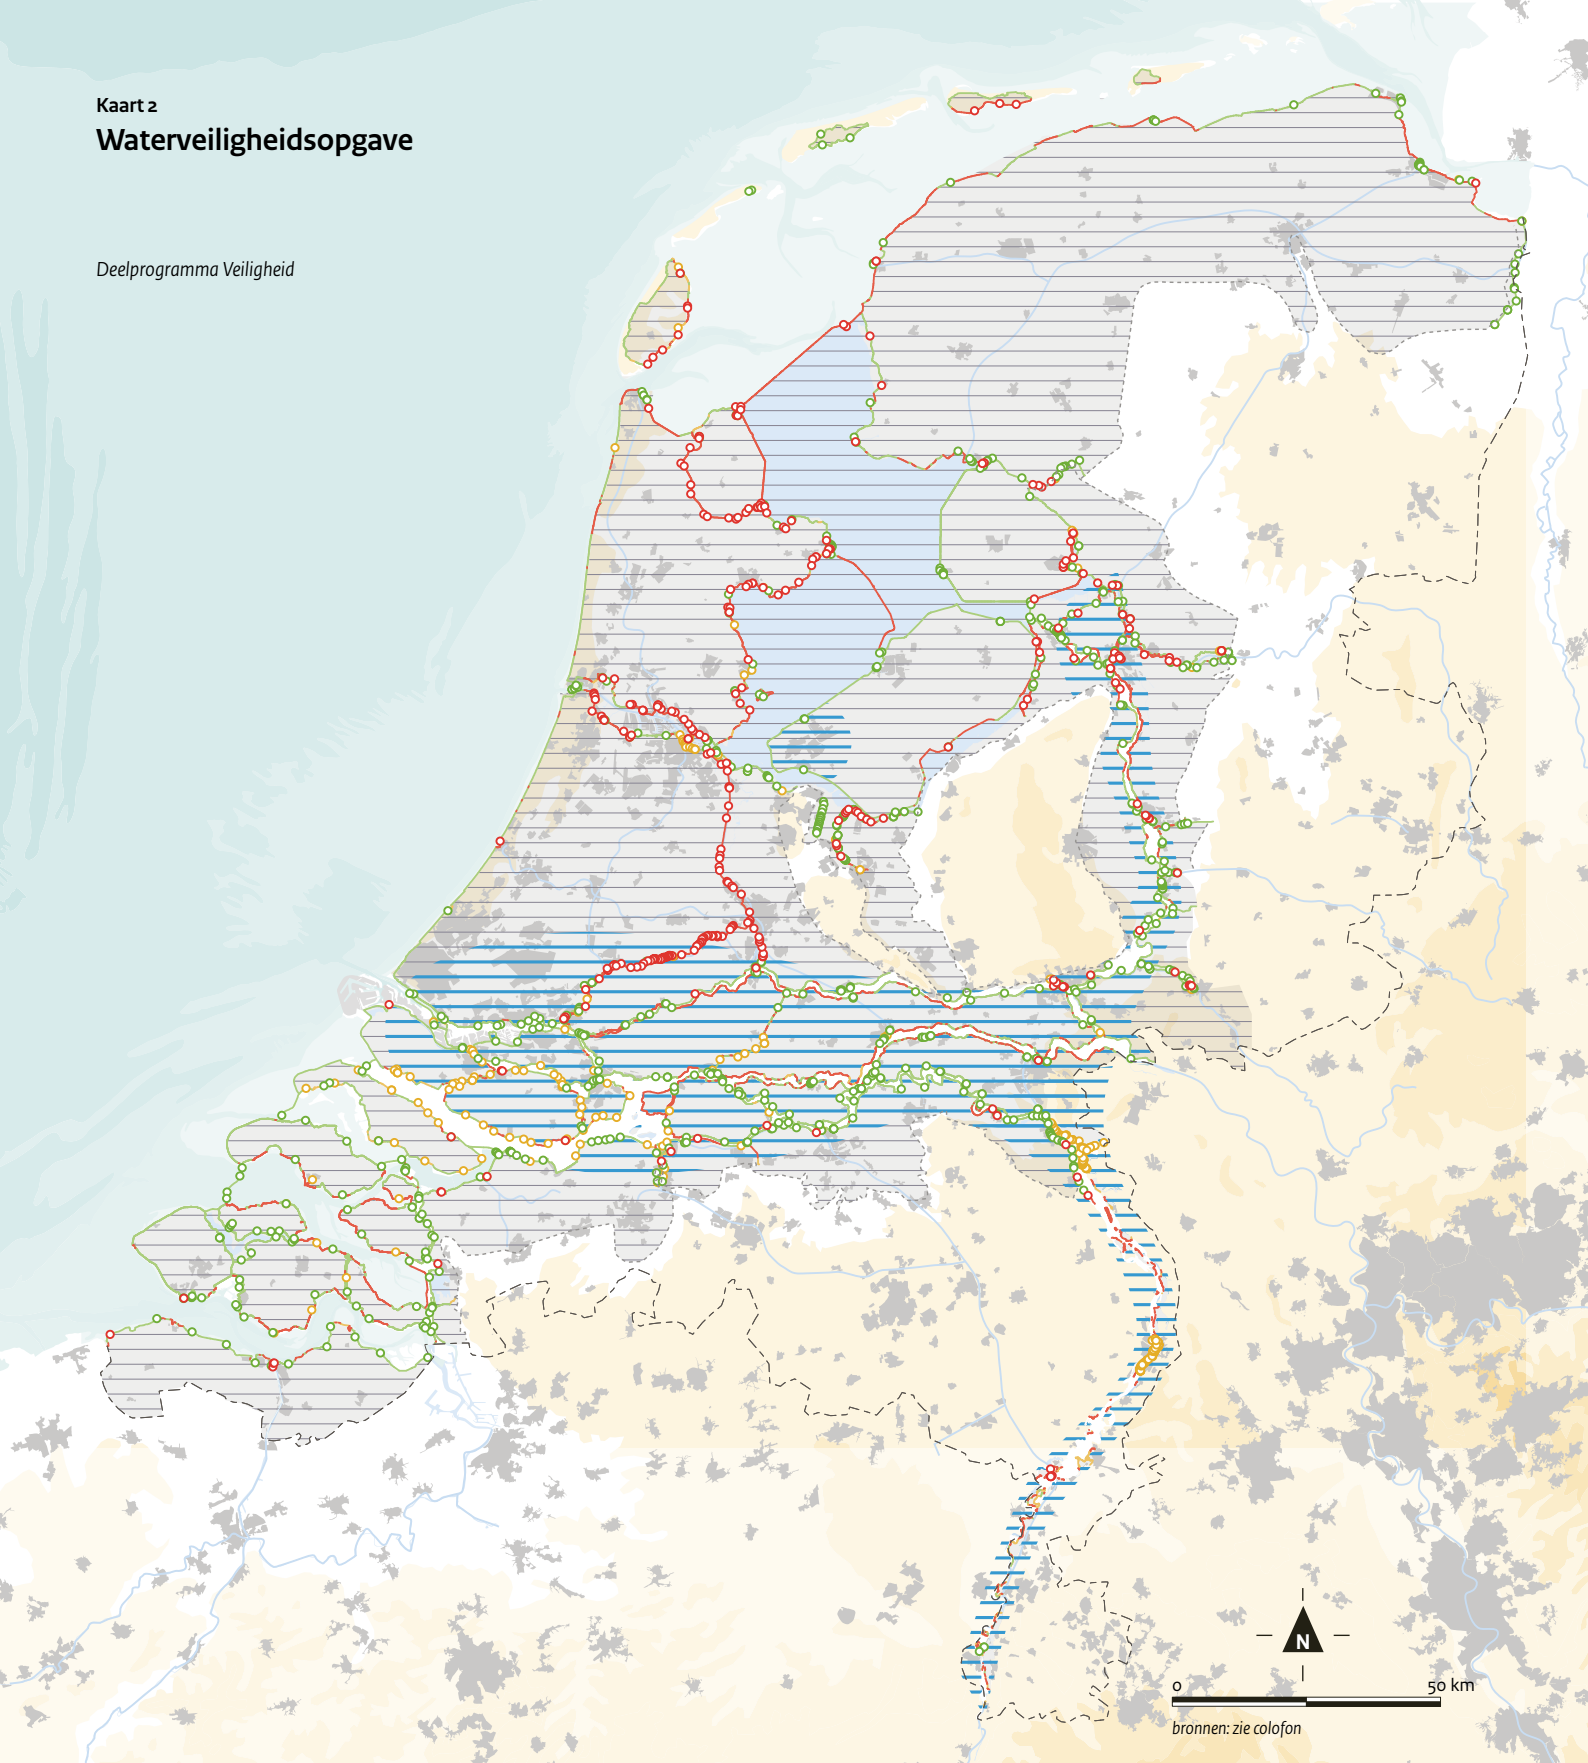 Kaart 2
Waterveiligheidsopgave
Deelprogramma Veiligheid
N
0 50 km
bronnen: zie colofon